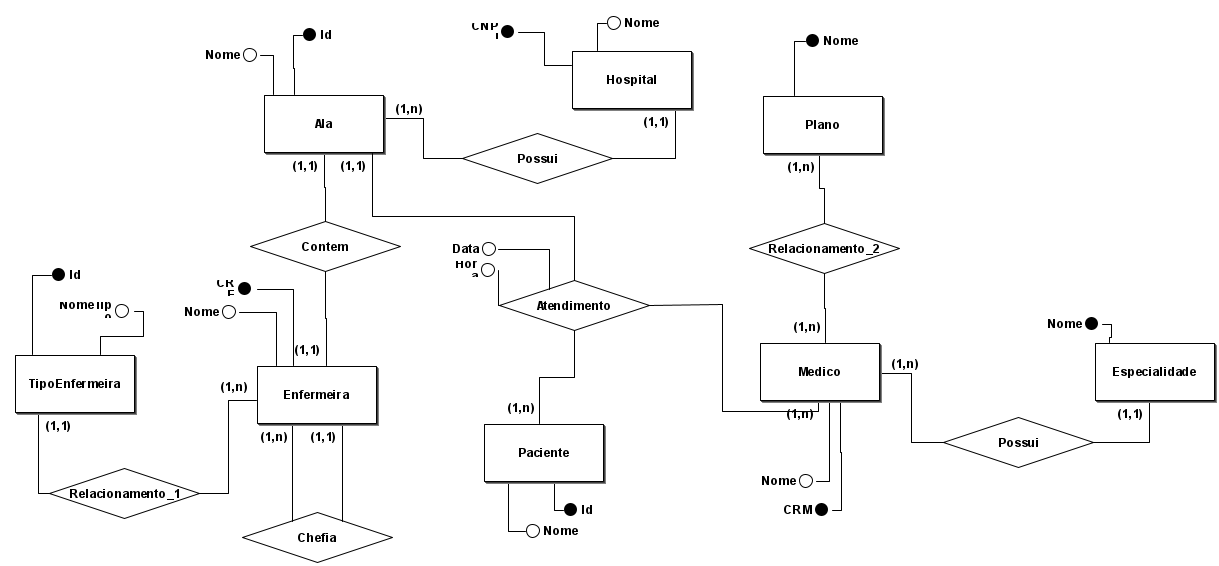 CNPJ
Nome
Id
Nome
Nome
Hospital
Ala
Plano
(1,n)
(1,1)
(1,1)
(1,1)
(1,n)
Possui
Contem
Relacionamento_2
Data
Hora
Id
CRE
Atendimento
NomeTipo
Nome
Nome
(1,n)
(1,1)
TipoEnfermeira
Enfermeira
Medico
(1,n)
Especialidade
(1,n)
(1,n)
(1,n)
(1,1)
(1,1)
(1,n)
(1,1)
Possui
Paciente
Nome
Relacionamento_1
Id
CRM
Nome
Chefia